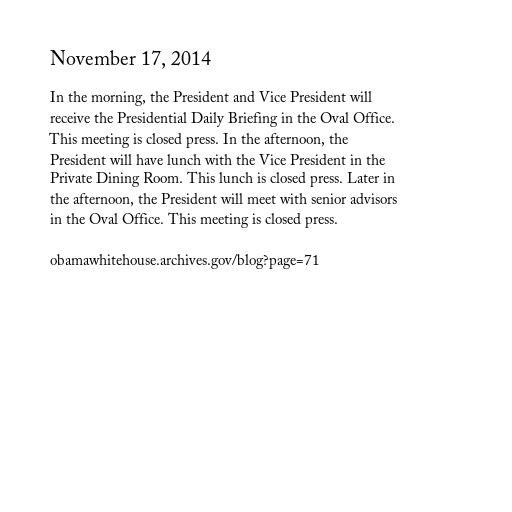 November 17, 2014
In the morning, the President and Vice President will
receive the Presidential Daily Briefing in the Oval Office.
This meeting is closed press. In the afternoon, the
President will have lunch with the Vice President in the
Private Dining Room. This lunch is closed press. Later in
the afternoon, the President will meet with senior advisors
in the Oval Office. This meeting is closed press.
obamawhitehouse.archives.gov/blog?page=71